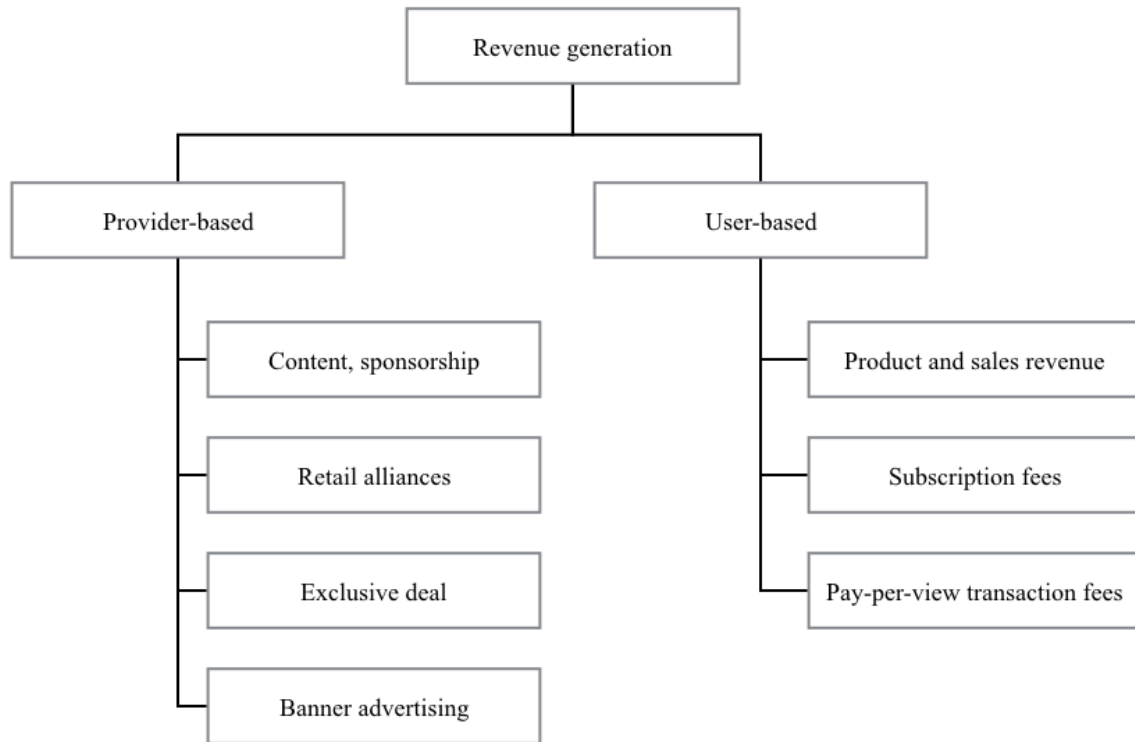 Revenue generation
Provider-based
User-based
Content, sponsorship
Product and sales revenue
Retail alliances
Subscription fees
Exclusive deal
Pay-per-view transaction fees
Banner advertising